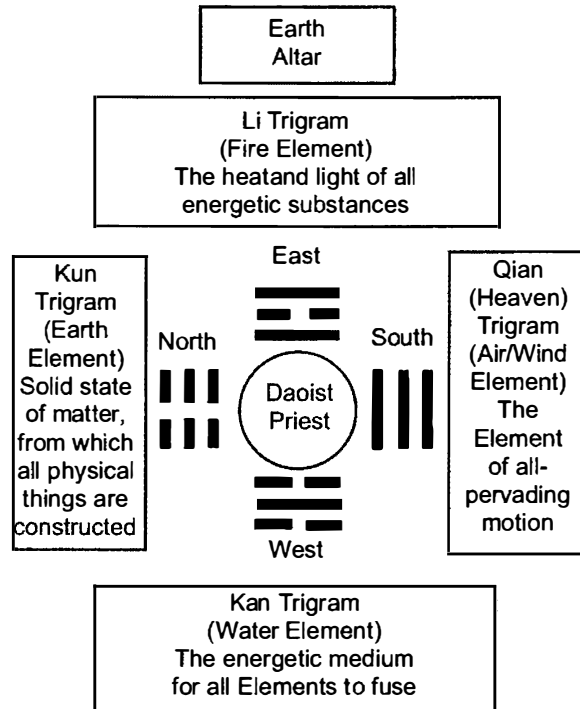 Earth
Altar
Li Trigram
(Fire Element)
The heatand light of all
energetic substances
East
Kun
Trigram
(Earth
Element)
Solid state
of matter,
from which
all physical
things are
constructed
North
Daoist
Priest
South
Qian
(Heaven)
Trigram
(Air/Wind
Element)
The
Element
of all-
pervading
motion
West
Kan Trigram
(Water Element)
The energetic medium
for all Elements to fuse